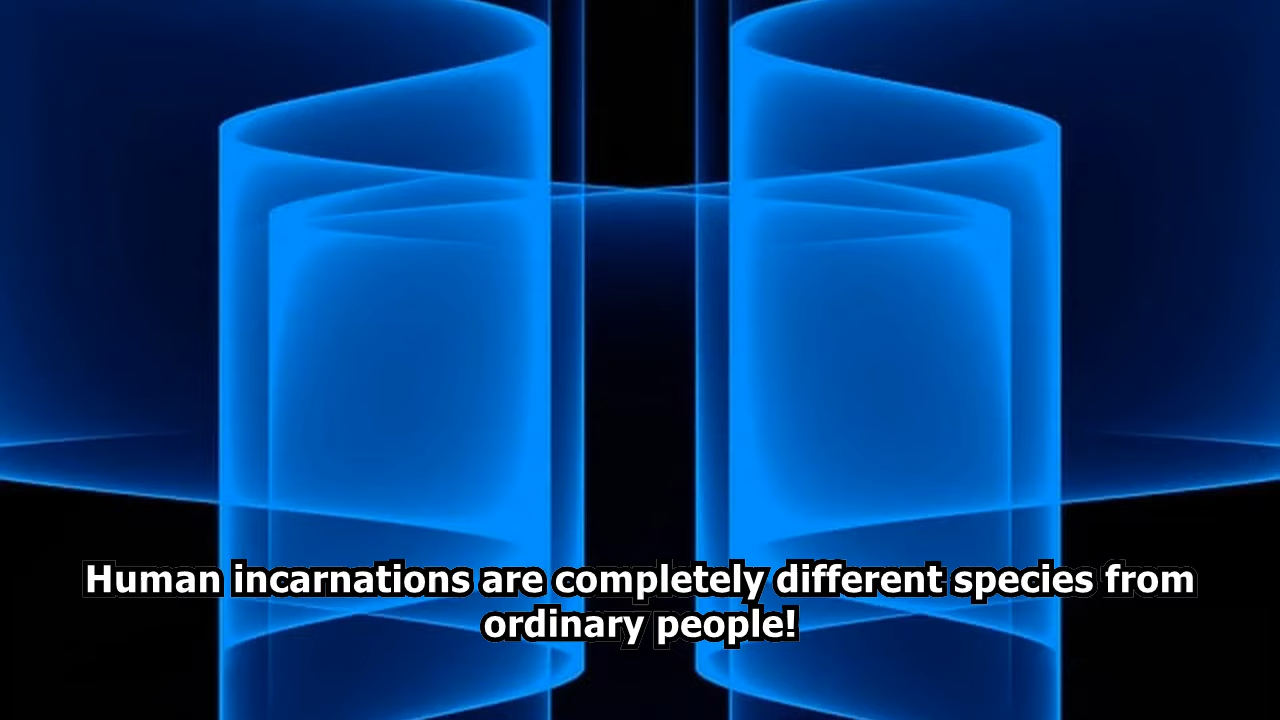 Human incarnations are completely different species from
ordinary people!